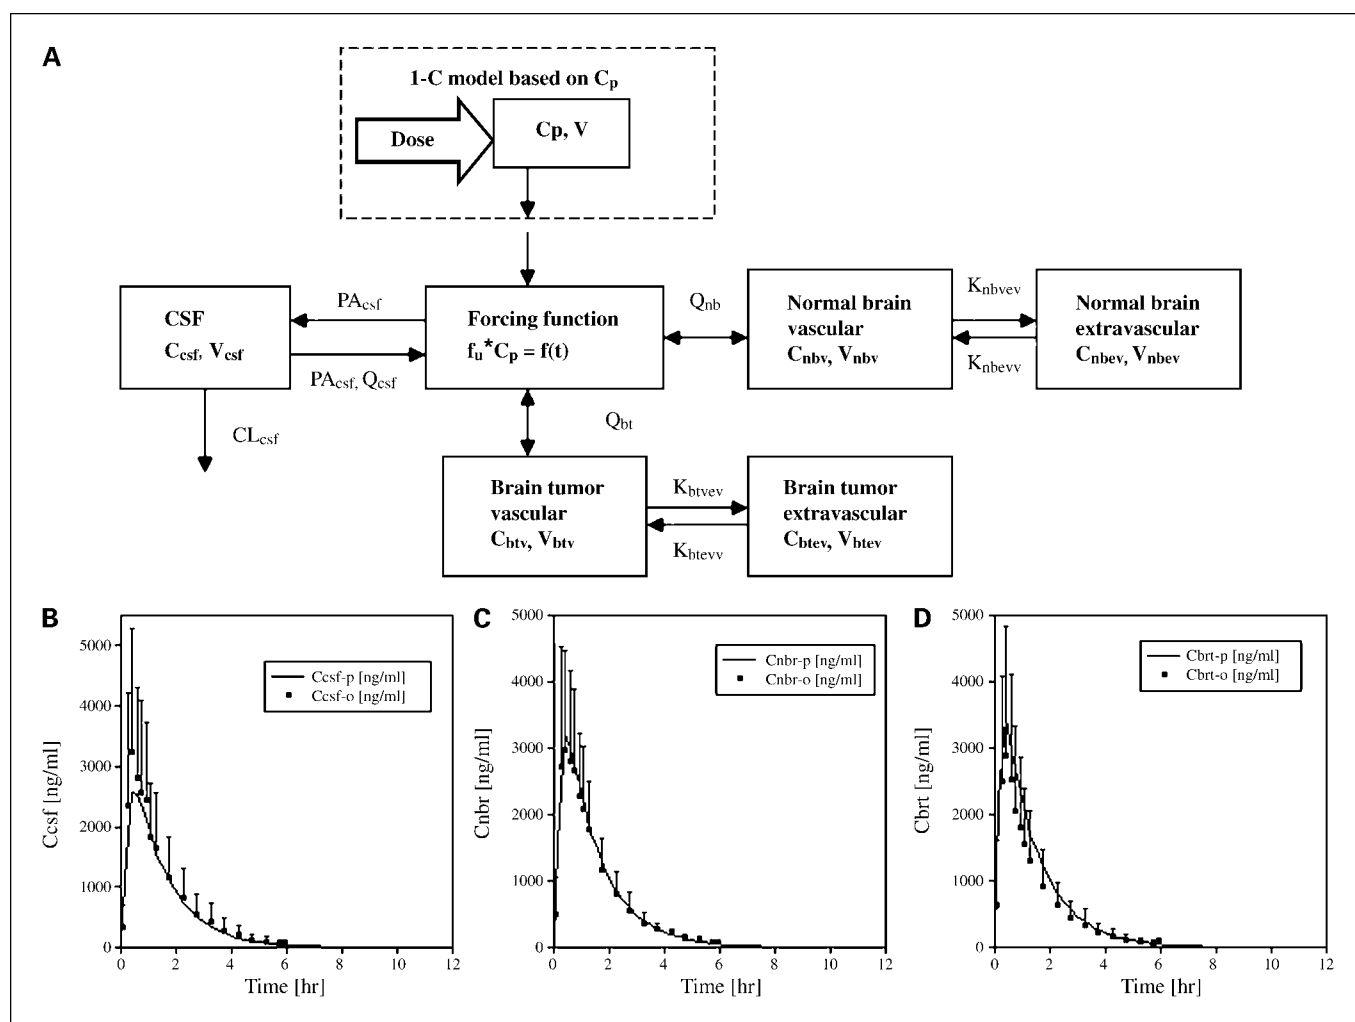 A
1-C model based on Cp
Dose
Cp, V
CSF
Ccsf, Vcsf
PAcsf
PAcsf, Qcsf
CLcsf
Forcing function
fu*Cp = f(t)
Qnb
Normal brain
vascular
Cnbv, Vnbv
Knbvev
Knbevv
Normal brain
extravascular
Cnbev, Vnbev
Qbt
Brain tumor
vascular
Cbtv, Vbtv
Kbtvev
Kbtevv
Brain tumor
extravascular
Cbtev, Vbtev
B
Ccsf [ng/ml]
5000
4000
3000
2000
1000
0
Ccsf-p [ng/ml]
Ccsf-o [ng/ml]
0 2 4 6 8 10 12
Time [hr]
C
Cnbr [ng/ml]
5000
4000
3000
2000
1000
0
Cnbr-p [ng/ml]
Cnbr-o [ng/ml]
0 2 4 6 8 10 12
Time [hr]
D
Cbrt [ng/ml]
5000
4000
3000
2000
1000
0
Cbrt-p [ng/ml]
Cbrt-o [ng/ml]
0 2 4 6 8 10 12
Time [hr]